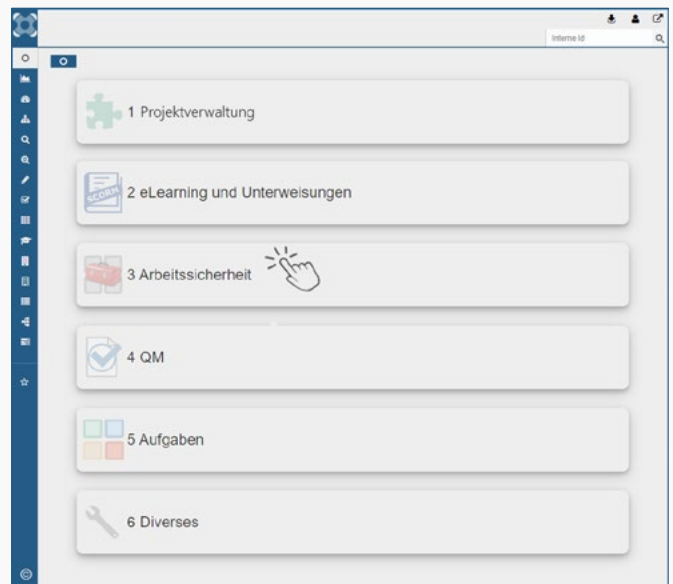 Interne Id
1 Projektverwaltung
SCORM
2 eLearning und Unterweisungen
3 Arbeitssicherheit
4 QM
5 Aufgaben
6 Diverses